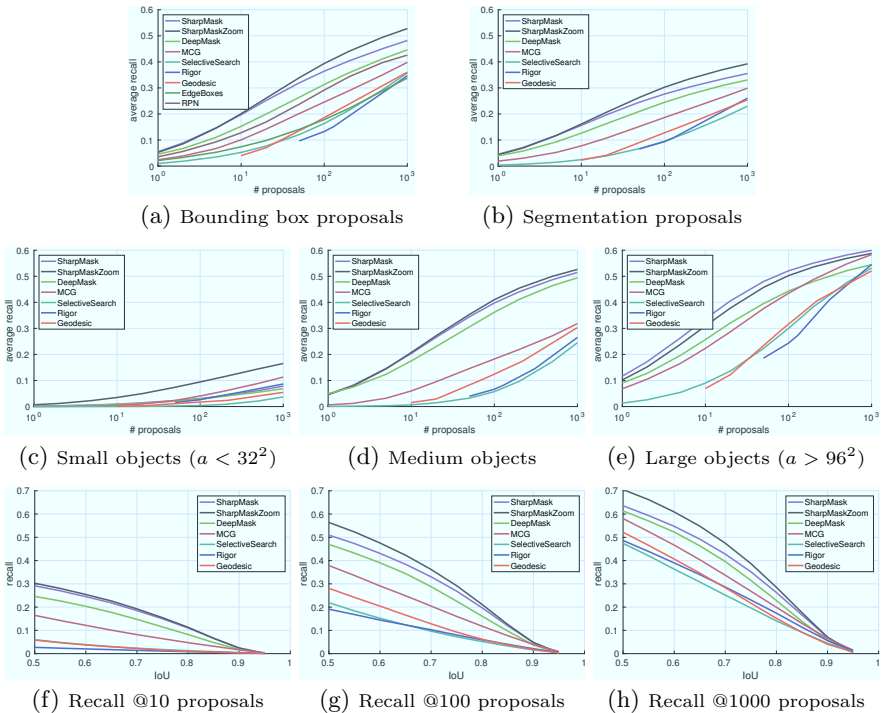 0.6
0.5
0.4
0.3
0.2
0.1
0
average recall
SharpMask
SharpMaskZoom
DeepMask
MCG
SelectiveSearch
Rigor
Geodesic
EdgeBoxes
RPN
10^0 10^1 10^2 10^3
# proposals
(a) Bounding box proposals
0.6
0.5
0.4
0.3
0.2
0.1
0
average recall
SharpMask
SharpMaskZoom
DeepMask
MCG
SelectiveSearch
Rigor
Geodesic
10^0 10^1 10^2 10^3
# proposals
(b) Segmentation proposals
0.6
0.5
0.4
0.3
0.2
0.1
0
average recall
SharpMask
SharpMaskZoom
DeepMask
MCG
SelectiveSearch
Rigor
Geodesic
10^0 10^1 10^2 10^3
# proposals
(c) Small objects (a < 32^2)
0.6
0.5
0.4
0.3
0.2
0.1
0
average recall
SharpMask
SharpMaskZoom
DeepMask
MCG
SelectiveSearch
Rigor
Geodesic
10^0 10^1 10^2 10^3
# proposals
(d) Medium objects
0.6
0.5
0.4
0.3
0.2
0.1
0
average recall
SharpMask
SharpMaskZoom
DeepMask
MCG
SelectiveSearch
Rigor
Geodesic
10^0 10^1 10^2 10^3
# proposals
(e) Large objects (a > 96^2)
0.7
0.6
0.5
0.4
0.3
0.2
0.1
0
recall
SharpMask
SharpMaskZoom
DeepMask
MCG
SelectiveSearch
Rigor
Geodesic
0.5 0.6 0.7 0.8 0.9 1
IoU
(f) Recall @10 proposals
0.7
0.6
0.5
0.4
0.3
0.2
0.1
0
recall
SharpMask
SharpMaskZoom
DeepMask
MCG
SelectiveSearch
Rigor
Geodesic
0.5 0.6 0.7 0.8 0.9 1
IoU
(g) Recall @100 proposals
0.7
0.6
0.5
0.4
0.3
0.2
0.1
0
recall
SharpMask
SharpMaskZoom
DeepMask
MCG
SelectiveSearch
Rigor
Geodesic
0.5 0.6 0.7 0.8 0.9 1
IoU
(h) Recall @1000 proposals